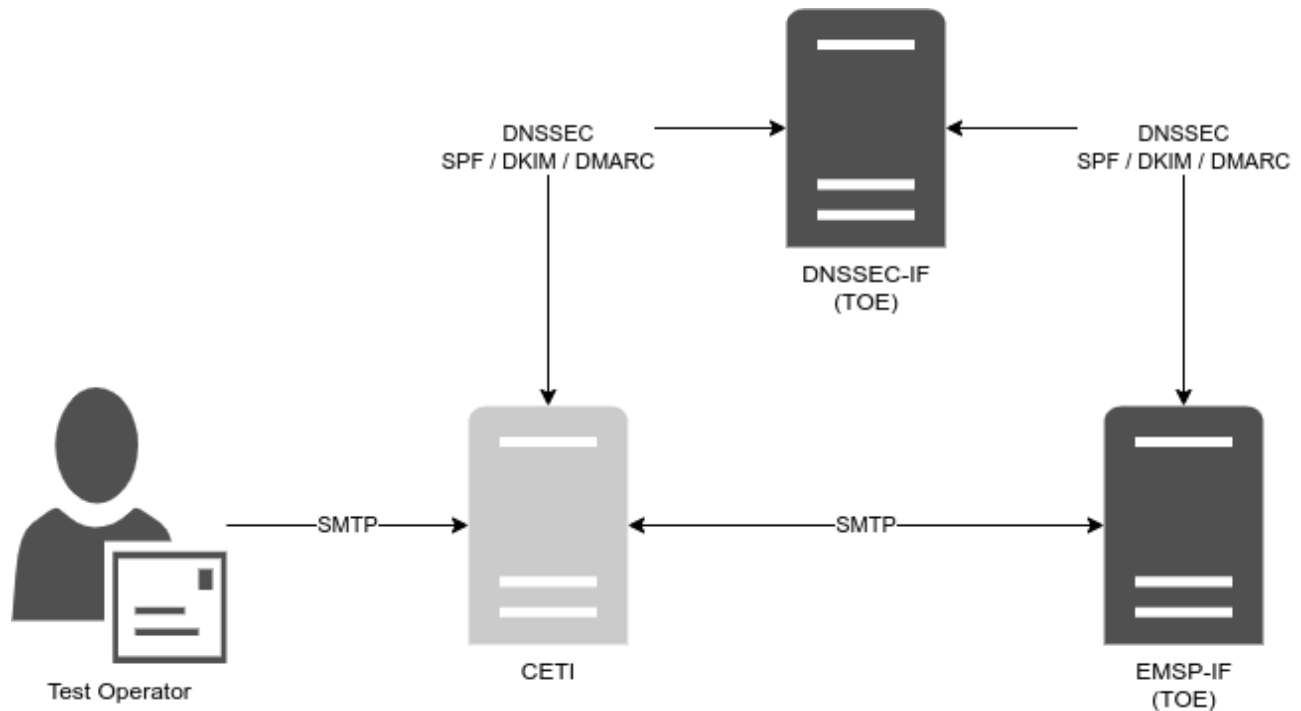 DNSSEC
SPF / DKIM / DMARC
DNSSEC
SPF / DKIM / DMARC
DNSSEC-IF
(TOE)
SMTP
SMTP
Test Operator
CETI
EMSP-IF
(TOE)